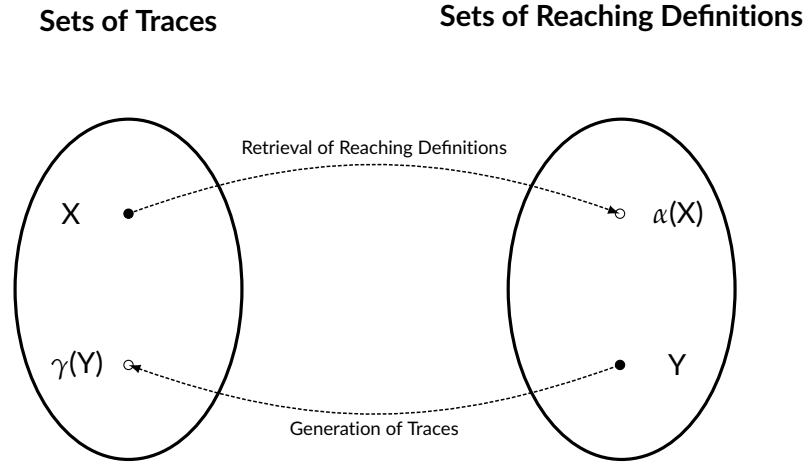 Sets of Traces
Sets of Reaching Definitions
Retrieval of Reaching Definitions
X
α(X)
γ(Y)
Y
Generation of Traces